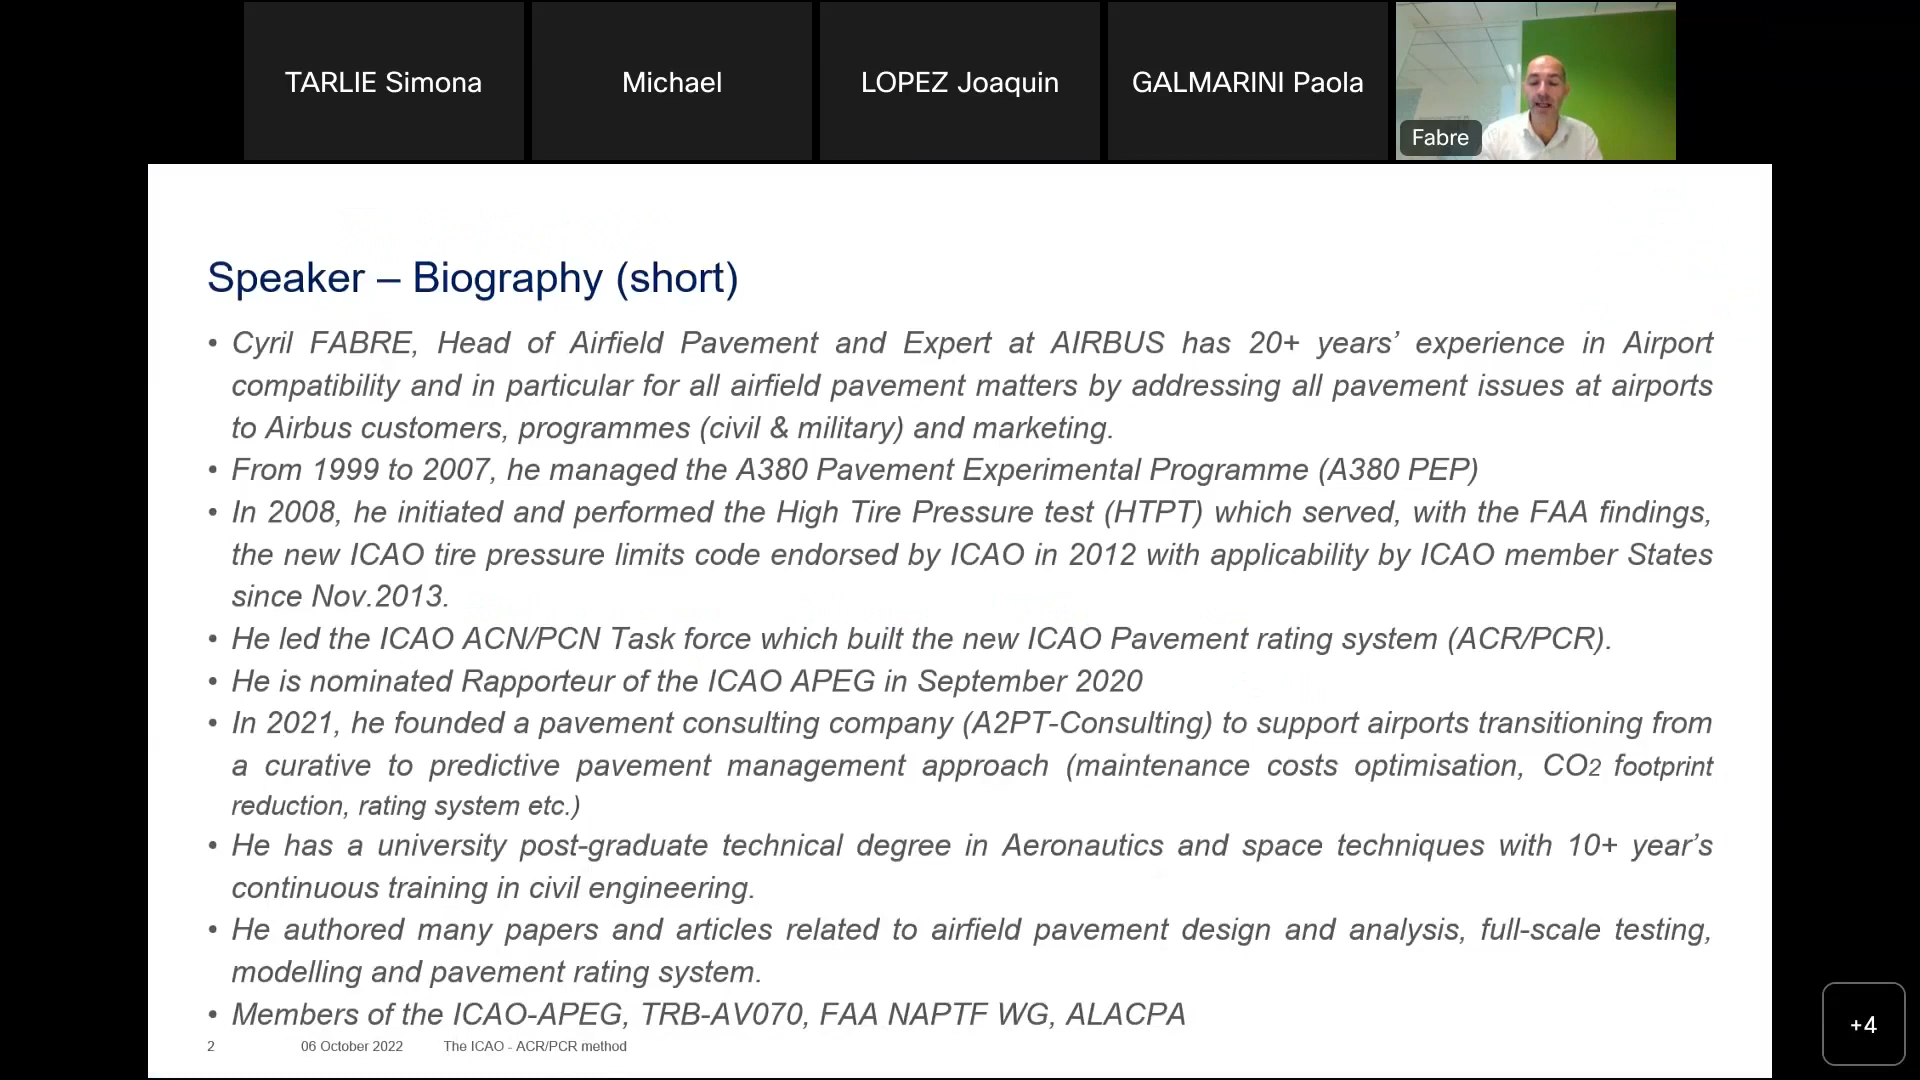 TARLIE Simona
Michael
LOPEZ Joaquin
GALMARINI Paola
Fabre
Speaker – Biography (short)
• Cyril FABRE, Head of Airfield Pavement and Expert at AIRBUS has 20+ years’ experience in Airport
compatibility and in particular for all airfield pavement matters by addressing all pavement issues at airports
to Airbus customers, programmes (civil & military) and marketing.
• From 1999 to 2007, he managed the A380 Pavement Experimental Programme (A380 PEP)
• In 2008, he initiated and performed the High Tire Pressure test (HTPT) which served, with the FAA findings,
the new ICAO tire pressure limits code endorsed by ICAO in 2012 with applicability by ICAO member States
since Nov.2013.
• He led the ICAO ACN/PCN Task force which built the new ICAO Pavement rating system (ACR/PCR).
• He is nominated Rapporteur of the ICAO APEG in September 2020
• In 2021, he founded a pavement consulting company (A2PT-Consulting) to support airports transitioning from
a curative to predictive pavement management approach (maintenance costs optimisation, CO2 footprint
reduction, rating system etc.)
• He has a university post-graduate technical degree in Aeronautics and space techniques with 10+ year’s
continuous training in civil engineering.
• He authored many papers and articles related to airfield pavement design and analysis, full-scale testing,
modelling and pavement rating system.
• Members of the ICAO-APEG, TRB-AV070, FAA NAPTF WG, ALACPA
2 06 October 2022 The ICAO - ACR/PCR method
+4